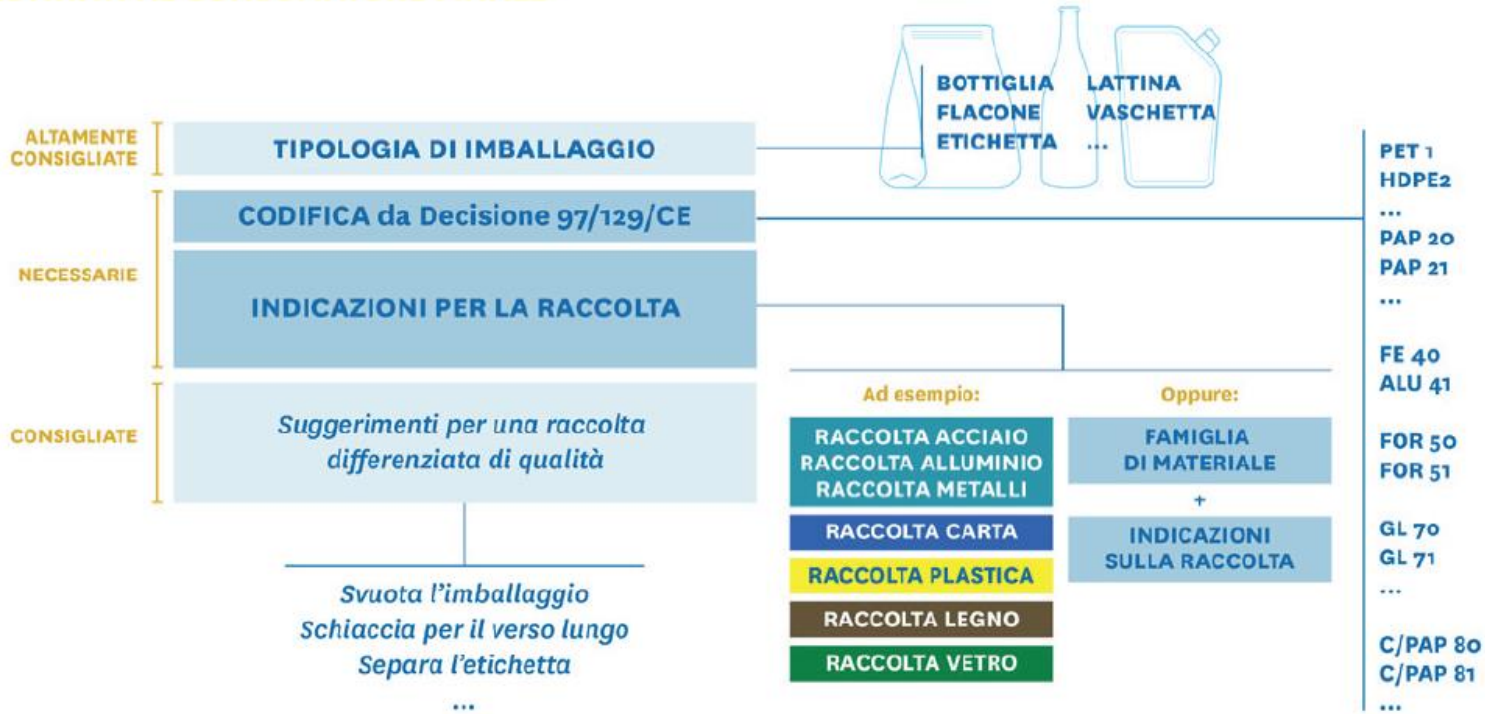 BOTTIGLIA LATTINA
FLACONE VASCHETTA
ETICHETTA ...
ALTAMENTE
CONSIGLIATE
TIPOLOGIA DI IMBALLAGGIO
NECESSARIE
CODIFICA da Decisione 97/129/CE
INDICAZIONI PER LA RACCOLTA
CONSIGLIATE
Suggerimenti per una raccolta
differenziata di qualità
Svuota l'imballaggio
Schiaccia per il verso lungo
Separa l'etichetta
...
Ad esempio:
RACCOLTA ACCIAIO
RACCOLTA ALLUMINIO
RACCOLTA METALLI
RACCOLTA CARTA
RACCOLTA PLASTICA
RACCOLTA LEGNO
RACCOLTA VETRO
Oppure:
FAMIGLIA
DI MATERIALE
+
INDICAZIONI
SULLA RACCOLTA
PET 1
HDPE2
...
PAP 20
PAP 21
...
FE 40
ALU 41
FOR 50
FOR 51
GL 70
GL 71
...
C/PAP 80
C/PAP 81
...